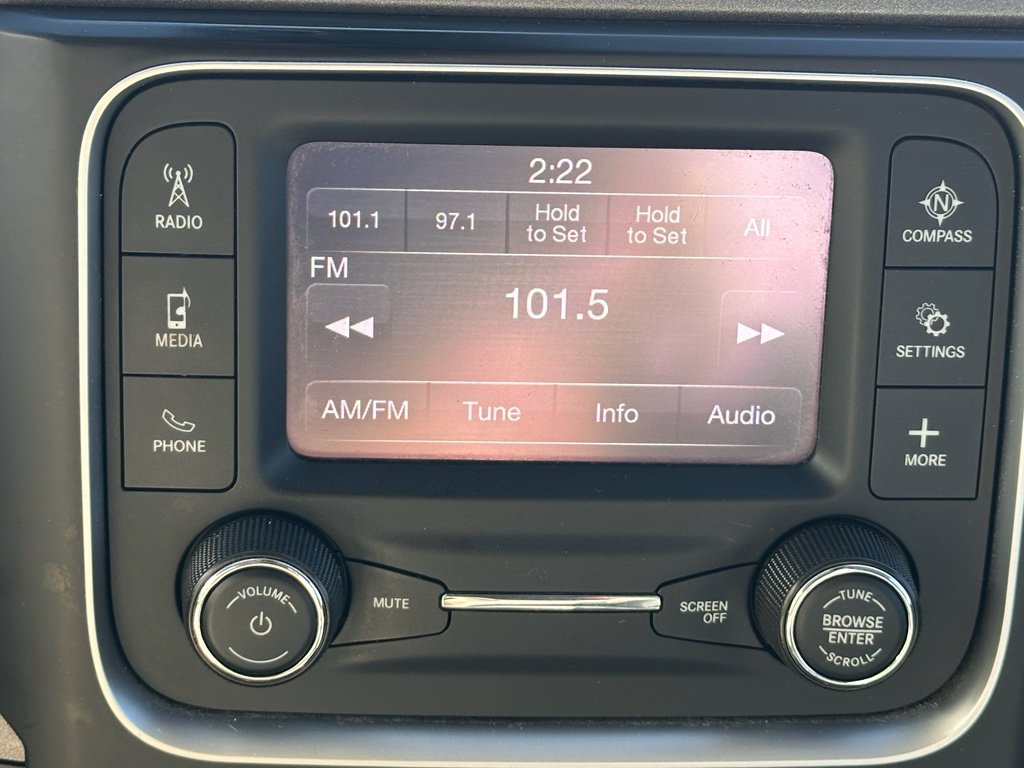 2:22
RADIO
101.1 97.1 Hold to Set Hold to Set All
N
COMPASS
FM
101.5
MEDIA
SETTINGS
AM/FM Tune Info Audio
PHONE
MORE
VOLUME
MUTE
SCREEN OFF
TUNE
BROWSE
ENTER
SCROLL